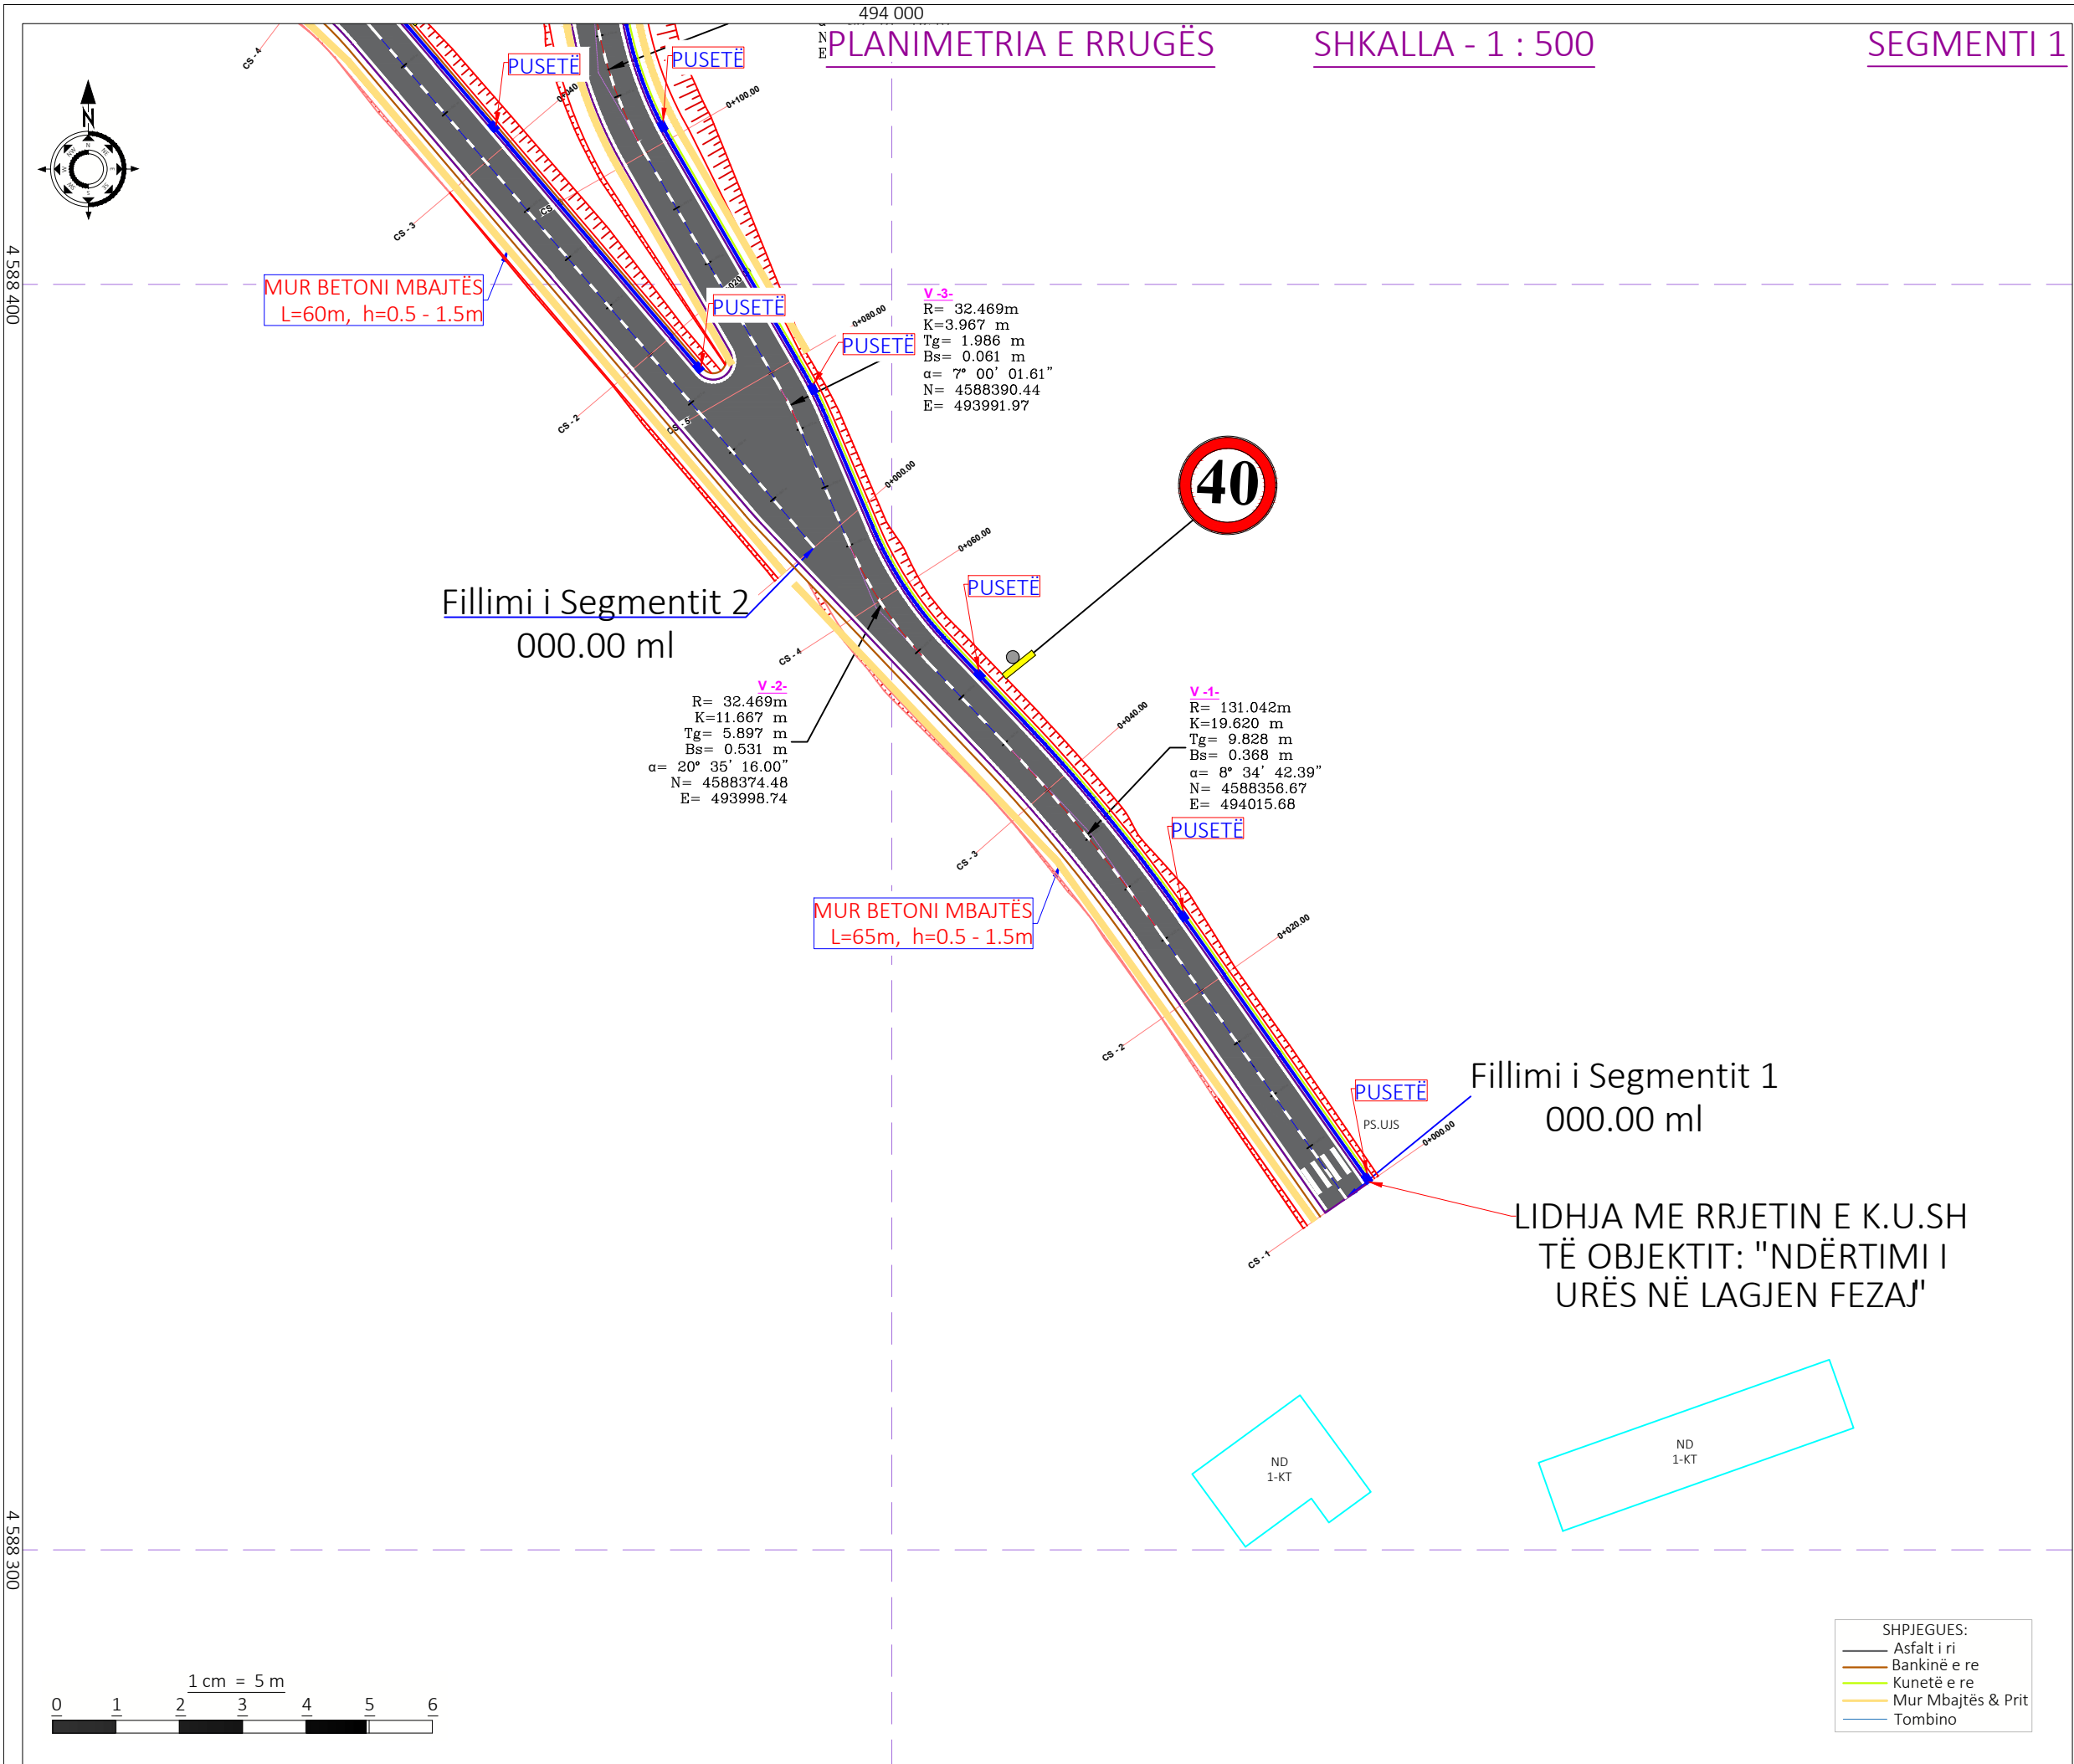 494 000
PLANIMETRIA E RRUGËS
SHKALLA - 1 : 500
SEGMENTI 1
N
E
CS - 4
PUSETË
PUSETË
0+040
0+100.00
N
CS - 3
4 588 400
MUR BETONI MBAJTËS
L=60m, h=0.5 - 1.5m
PUSETË
0+080.00
PUSETË
V -3-
R= 32.469m
K=3.967 m
Tg= 1.986 m
Bs= 0.061 m
α= 7° 00' 01.61"
N= 4588390.44
E= 493991.97
CS - 2
CS - 5
0+000.00
40
0+060.00
PUSETË
Fillimi i Segmentit 2
000.00 ml
CS - 4
V -2-
R= 32.469m
K=11.667 m
Tg= 5.897 m
Bs= 0.531 m
α= 20° 35' 16.00"
N= 4588374.48
E= 493998.74
V -1-
R= 131.042m
K=19.620 m
Tg= 9.828 m
Bs= 0.368 m
α= 8° 34' 42.39"
N= 4588356.67
E= 494015.68
0+040.00
PUSETË
CS - 3
MUR BETONI MBAJTËS
L=65m, h=0.5 - 1.5m
0+020.00
CS - 2
Fillimi i Segmentit 1
000.00 ml
PUSETË
PS.UJS
0+000.00
CS - 1
LIDHJA ME RRJETIN E K.U.SH
TË OBJEKTIT: "NDËRTIMI I
URËS NË LAGJEN FEZAJ"
ND
1-KT
ND
1-KT
4 588 300
SHPJEGUES:
Asfalt i ri
Bankinë e re
Kunetë e re
Mur Mbajtës & Prit
Tombino
1 cm = 5 m
0 1 2 3 4 5 6